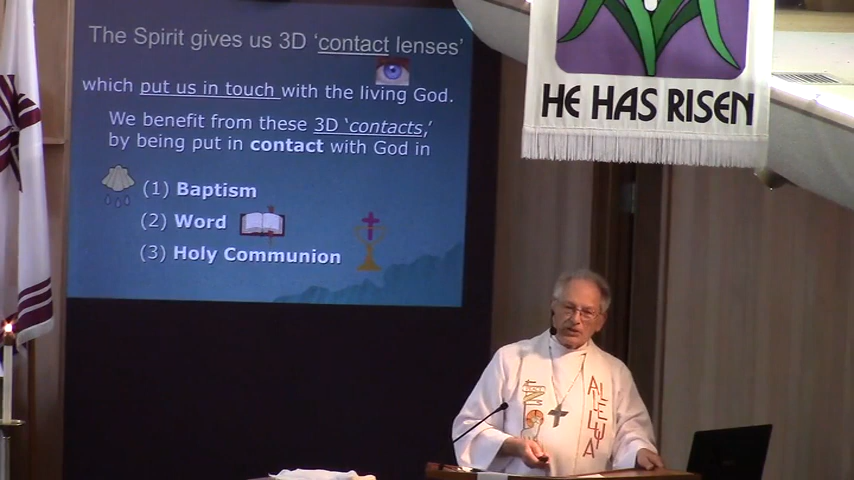 The Spirit gives us 3D ‘contact lenses’
which put us in touch with the living God.
We benefit from these 3D ‘contacts,’
by being put in contact with God in
(1) Baptism
(2) Word
(3) Holy Communion
HE HAS RISEN
ALLELUYA